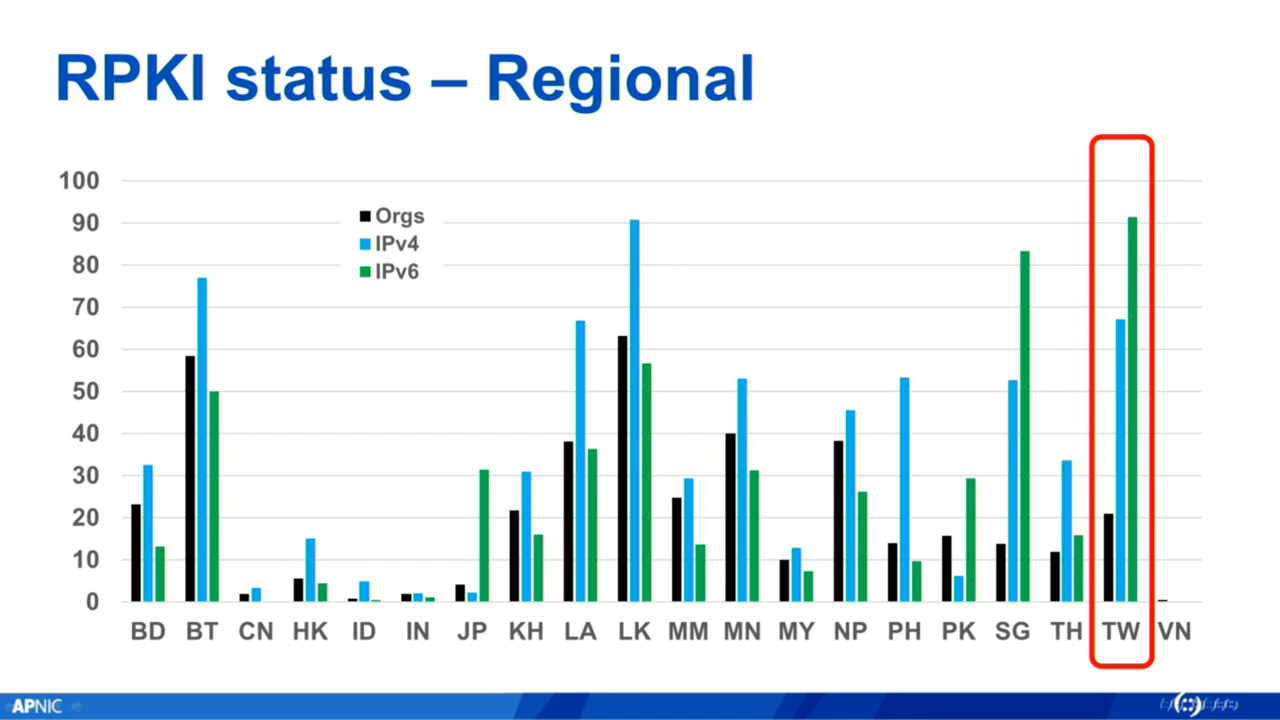 RPKI status – Regional
100
90
80
70
60
50
40
30
20
10
0
Orgs
IPv4
IPv6
BD BT CN HK ID IN JP KH LA LK MM MN MY NP PH PK SG TH TW VN
APNIC